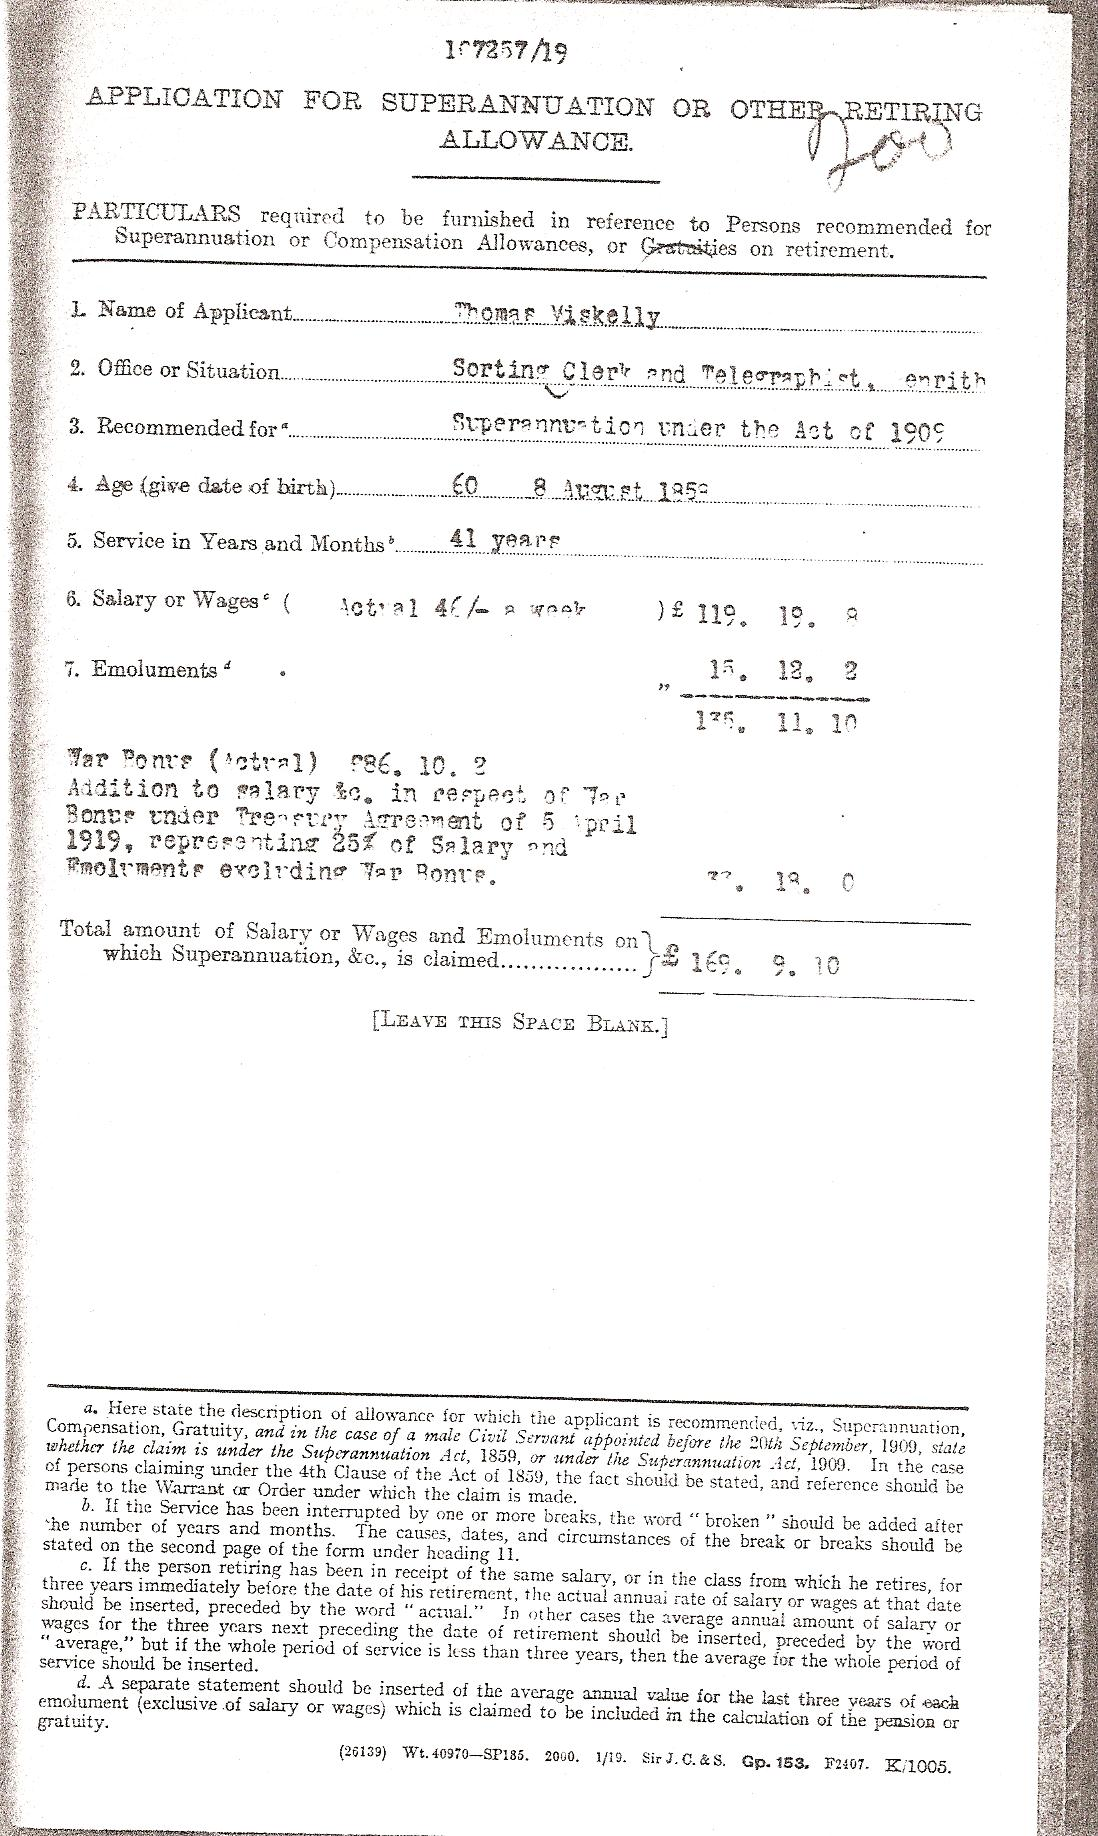 107257/19
APPLICATION FOR SUPERANNUATION OR OTHER RETIRING
ALLOWANCE.
PARTICULARS required to be furnished in reference to Persons recommended for
Superannuation or Compensation Allowances, or Gratuities on retirement.
1. Name of Applicant Thomas Viskelly
2. Office or Situation Sorting Clerk and Telegraphist, enrith
3. Recommended for a Superannuation under the Act of 1909
4. Age (give date of birth) 60 8 August 1859
5. Service in Years and Months b 41 years
6. Salary or Wages c ( Actual 46/- a week ) £ 119. 19. 8
7. Emoluments d " 15. 12. 2
135. 11. 10
War Bonus (Actual) £86. 10. 2
Addition to salary &c. in respect of War
Bonus under Treasury Agreement of 5 April
1919, representing 25% of Salary and
Emoluments excluding War Bonus. 33. 18. 0
Total amount of Salary or Wages and Emoluments on
which Superannuation, &c., is claimed.................. } £ 169. 9. 10
[LEAVE THIS SPACE BLANK.]
a. Here state the description of allowance for which the applicant is recommended, viz., Superannuation,
Compensation, Gratuity, and in the case of a male Civil Servant appointed before the 20th September, 1909, state
whether the claim is under the Superannuation Act, 1859, or under the Superannuation Act, 1909. In the case
of persons claiming under the 4th Clause of the Act of 1859, the fact should be stated, and reference should be
made to the Warrant or Order under which the claim is made.
b. If the Service has been interrupted by one or more breaks, the word "broken" should be added after
the number of years and months. The causes, dates, and circumstances of the break or breaks should be
stated on the second page of the form under heading 11.
c. If the person retiring has been in receipt of the same salary, or in the class from which he retires, for
three years immediately before the date of his retirement, the actual annual rate of salary or wages at that date
should be inserted, preceded by the word "actual." In other cases the average annual amount of salary or
wages for the three years next preceding the date of retirement should be inserted, preceded by the word
"average," but if the whole period of service is less than three years, then the average for the whole period of
service should be inserted.
d. A separate statement should be inserted of the average annual value for the last three years of each
emolument (exclusive of salary or wages) which is claimed to be included in the calculation of the pension or
gratuity.
(26139) Wt. 40970—SP185. 2000. 1/19. Sir J. C. & S. Gp. 153. F2407. K/1005.